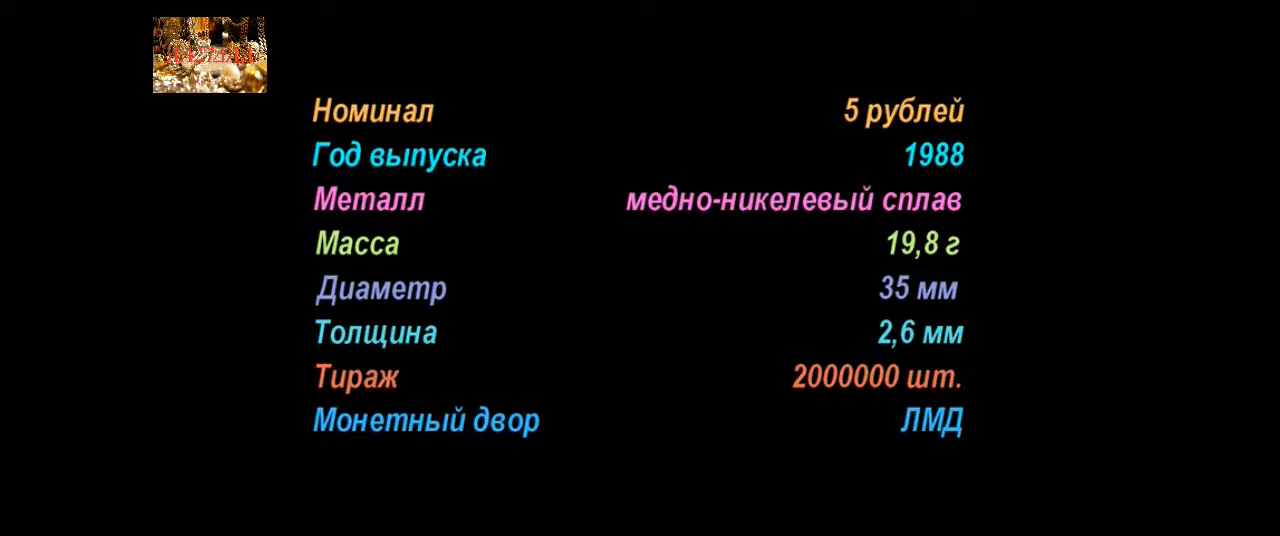 Номинал 5 рублей
Год выпуска 1988
Металл медно-никелевый сплав
Масса 19,8 г
Диаметр 35 мм
Толщина 2,6 мм
Тираж 2000000 шт.
Монетный двор ЛМД